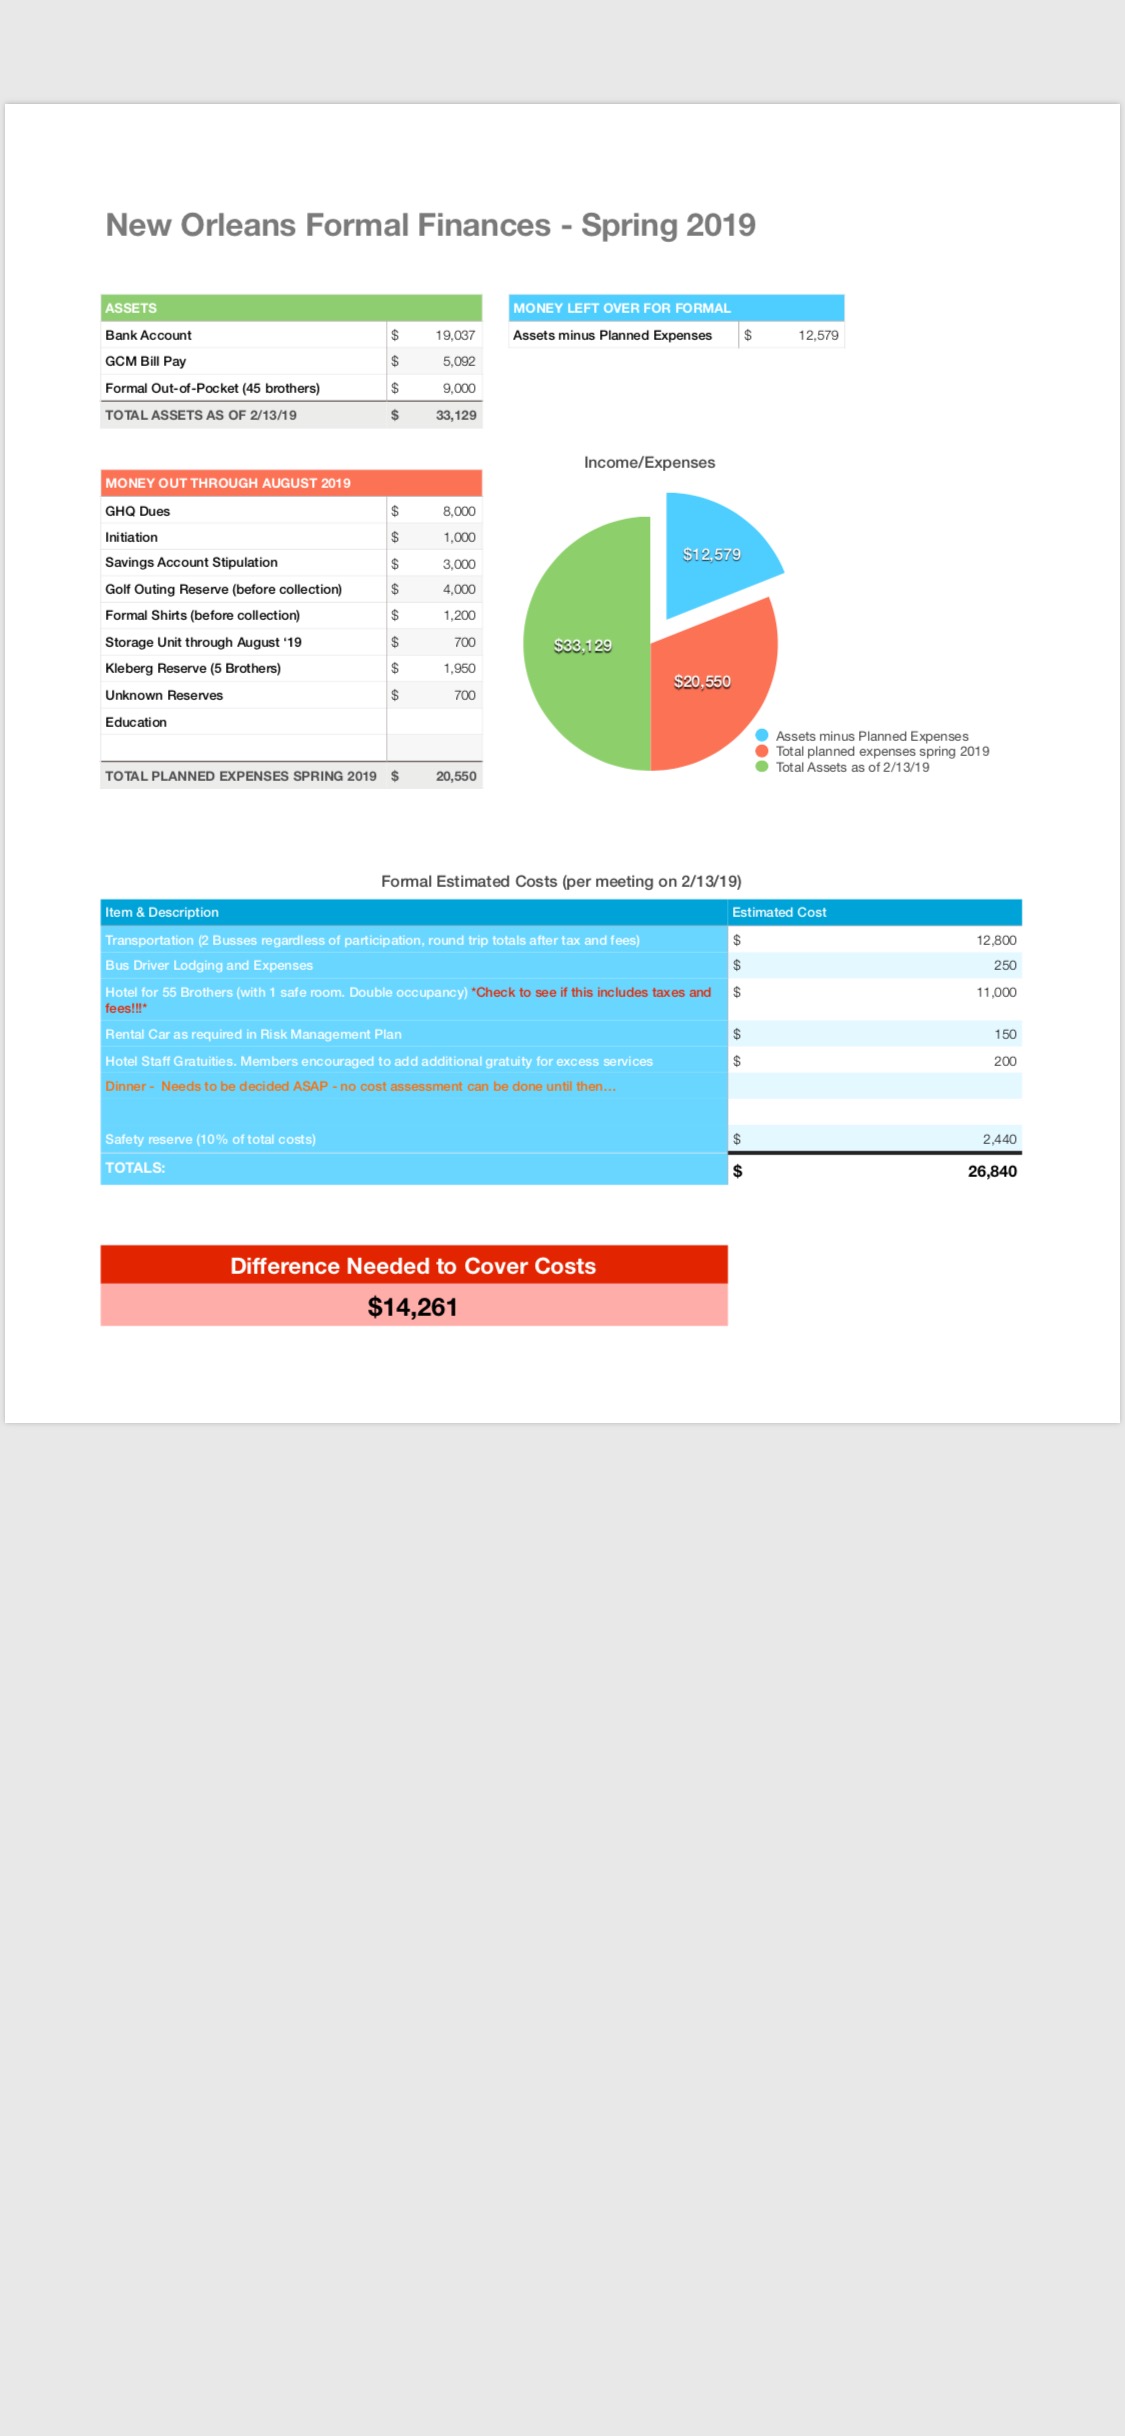 New Orleans Formal Finances - Spring 2019
ASSETS
Bank Account $ 19,037
GCM Bill Pay $ 5,092
Formal Out-of-Pocket (45 brothers) $ 9,000
TOTAL ASSETS AS OF 2/13/19 $ 33,129
MONEY LEFT OVER FOR FORMAL
Assets minus Planned Expenses $ 12,579
MONEY OUT THROUGH AUGUST 2019
GHQ Dues $ 8,000
Initiation $ 1,000
Savings Account Stipulation $ 3,000
Golf Outing Reserve (before collection) $ 4,000
Formal Shirts (before collection) $ 1,200
Storage Unit through August ‘19 $ 700
Kleberg Reserve (5 Brothers) $ 1,950
Unknown Reserves $ 700
Education
TOTAL PLANNED EXPENSES SPRING 2019 $ 20,550
Income/Expenses
$12,579
$33,129
$20,550
Assets minus Planned Expenses
Total planned expenses spring 2019
Total Assets as of 2/13/19
Formal Estimated Costs (per meeting on 2/13/19)
Item & Description Estimated Cost
Transportation (2 Busses regardless of participation, round trip totals after tax and fees) $ 12,800
Bus Driver Lodging and Expenses $ 250
Hotel for 55 Brothers (with 1 safe room. Double occupancy) *Check to see if this includes taxes and $ 11,000
fees!!!*
Rental Car as required in Risk Management Plan $ 150
Hotel Staff Gratuities. Members encouraged to add additional gratuity for excess services $ 200
Dinner - Needs to be decided ASAP - no cost assessment can be done until then...
Safety reserve (10% of total costs) $ 2,440
TOTALS: $ 26,840
Difference Needed to Cover Costs
$14,261